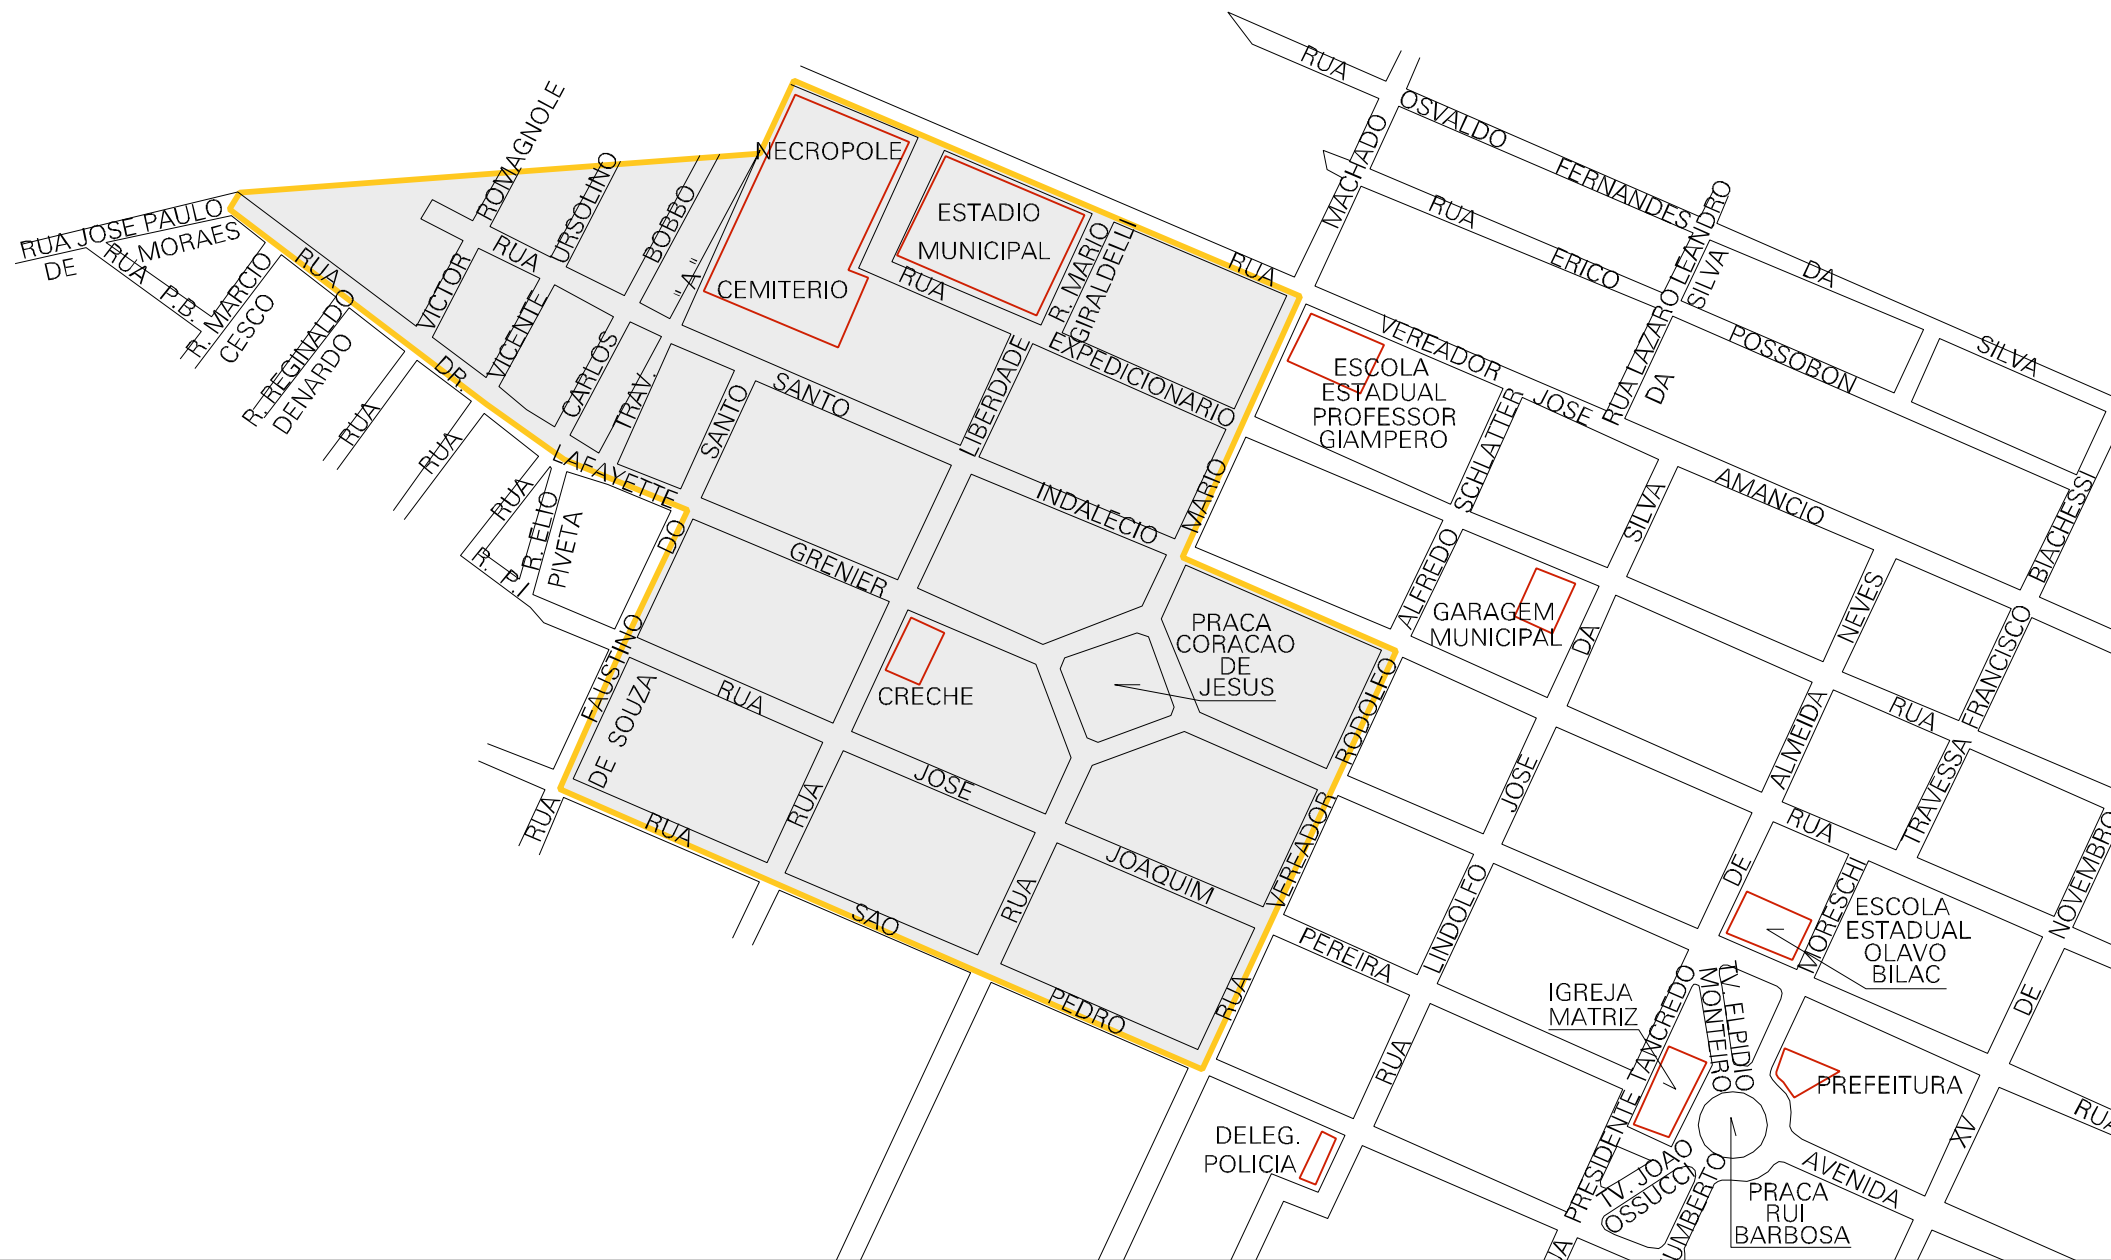 RUA
OSVALDO
FERNANDES
DA
SILVA
RUA
ERICO
POSSOBON
MACHADO
RUA LAZARO LEANDRO
DA
SILVA
ROMAGNOLE
VICTOR
URSOLINO
VICENTE
BOBBO
CARLOS
"A"
TRAV.
NECROPOLE
CEMITERIO
ESTADIO
MUNICIPAL
R. MARIO
GIRALDELLI
RUA
VEREADOR
JOSE
AMANCIO
RUA
RUA
EXPEDICIONARIO
RUA JOSE PAULO
DE
MORAES
RUA
P.B.
R. MARCIO
CESCO
R. REGINALDO
DENARDO
RUA
DR.
LAFAYETTE
GRENIER
RUA
RUA
RUA
R. ELIO
PIVETA
R. P.I
SANTO
INDALECIO
SANTO
DO
FAUSTINO
RUA
DE SOUZA
LIBERDADE
RUA
MARIO
ESCOLA
ESTADUAL
PROFESSOR
GIAMPERO
SCHLATTER
ALFREDO
RODOLFO
VEREADOR
RUA
BIACHESSI
FRANCISCO
TRAVESSA
MORESCHI
SILVA
DA
JOSE
LINDOLFO
RUA
GARAGEM
MUNICIPAL
NEVES
ALMEIDA
DE
PRESIDENTE TANCREDO
PRACA
CORACAO
DE
JESUS
CRECHE
RUA
JOSE
JOAQUIM
PEREIRA
RUA
RUA
SAO
PEDRO
RUA
RUA
RUA
NOVEMBRO
DE
XV
ESCOLA
ESTADUAL
OLAVO
BILAC
IGREJA
MATRIZ
TV. ELPIDIO
MONTEIRO
PREFEITURA
RUA
DELEG.
POLICIA
TV. JOAO
OSSUCCI
UMBERTO
AVENIDA
PRACA
RUI
BARBOSA